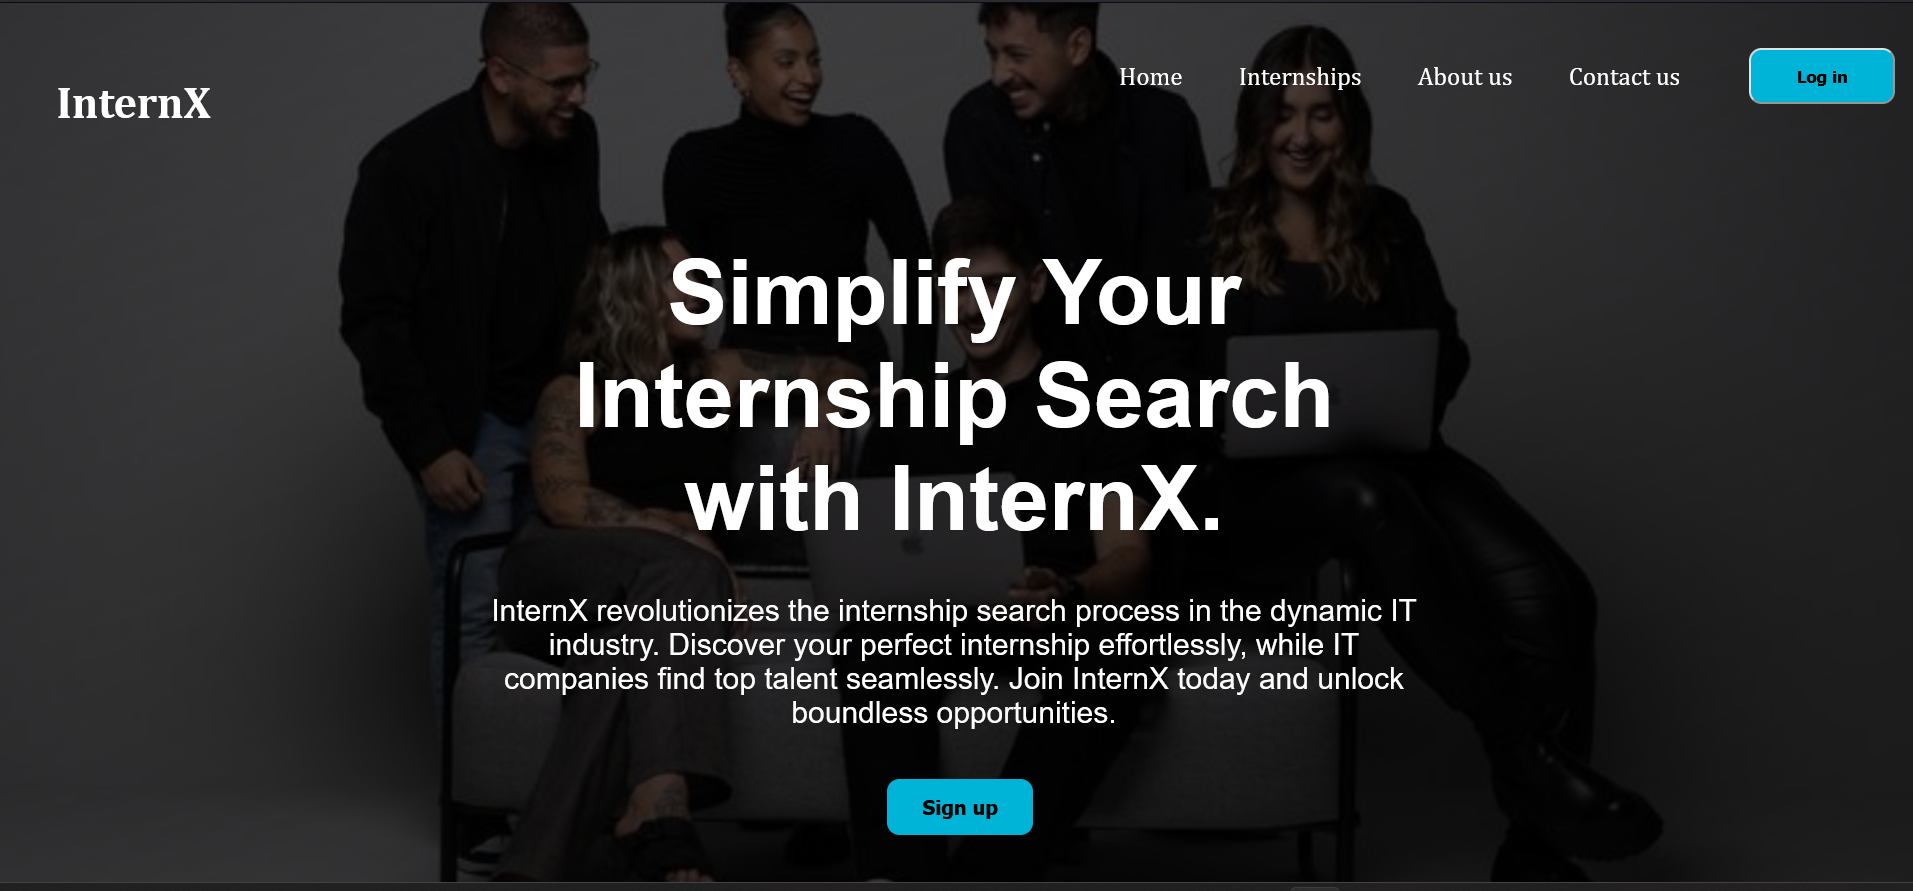 InternX
Home
Internships
About us
Contact us
Log in
Simplify Your
Internship Search
with InternX.
InternX revolutionizes the internship search process in the dynamic IT
industry. Discover your perfect internship effortlessly, while IT
companies find top talent seamlessly. Join InternX today and unlock
boundless opportunities.
Sign up